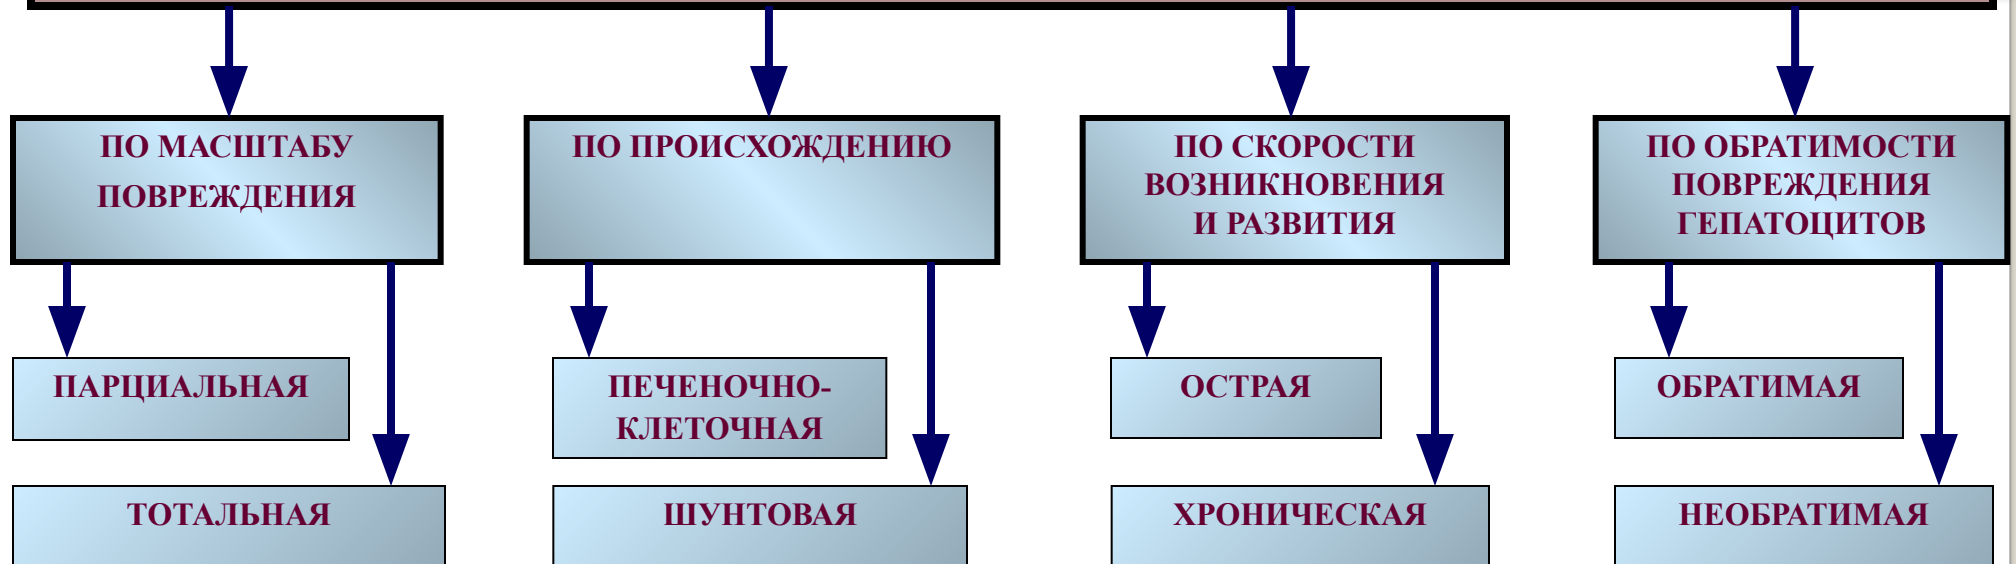 ПО МАСШТАБУ
ПОВРЕЖДЕНИЯ
ПО ПРОИСХОЖДЕНИЮ
ПО СКОРОСТИ
ВОЗНИКНОВЕНИЯ
И РАЗВИТИЯ
ПО ОБРАТИМОСТИ
ПОВРЕЖДЕНИЯ
ГЕПАТОЦИТОВ
ПАРЦИАЛЬНАЯ
ПЕЧЕНОЧНО-
КЛЕТОЧНАЯ
ОСТРАЯ
ОБРАТИМАЯ
ТОТАЛЬНАЯ
ШУНТОВАЯ
ХРОНИЧЕСКАЯ
НЕОБРАТИМАЯ